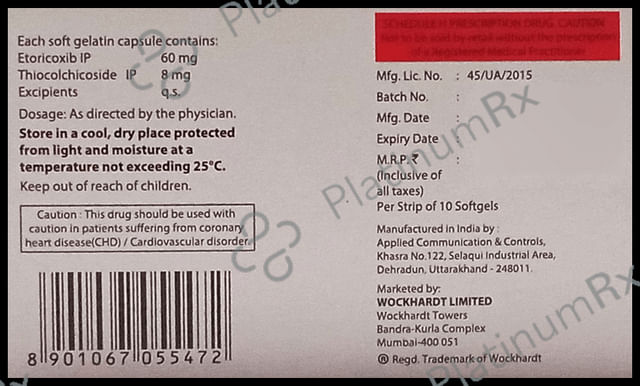 Each soft gelatin capsule contains:
Etoricoxib IP 60 mg
Thiocolchicoside IP 8 mg
Excipients q.s.
Dosage: As directed by the physician.
Store in a cool, dry place protected
from light and moisture at a
temperature not exceeding 25°C.
Keep out of reach of children.
Caution : This drug should be used with
caution in patients suffering from coronary
heart disease(CHD) / Cardiovascular disorder.
8 901067 055472
SCHEDULE H PRESCRIPTION DRUG CAUTION
Not to be sold by retail without the prescription
of a Registered Medical Practitioner
Mfg. Lic. No. : 45/UA/2015
Batch No. :
Mfg. Date :
Expiry Date :
M.R.P.₹ :
(Inclusive of
all taxes)
Per Strip of 10 Softgels
Manufactured in India by :
Applied Communication & Controls,
Khasra No.122, Selaqui Industrial Area,
Dehradun, Uttarakhand - 248011.
Marketed by:
WOCKHARDT LIMITED
Wockhardt Towers
Bandra-Kurla Complex
Mumbai-400 051
® Regd. Trademark of Wockhardt
PlatinumRx
PlatinumRx
PlatinumRx